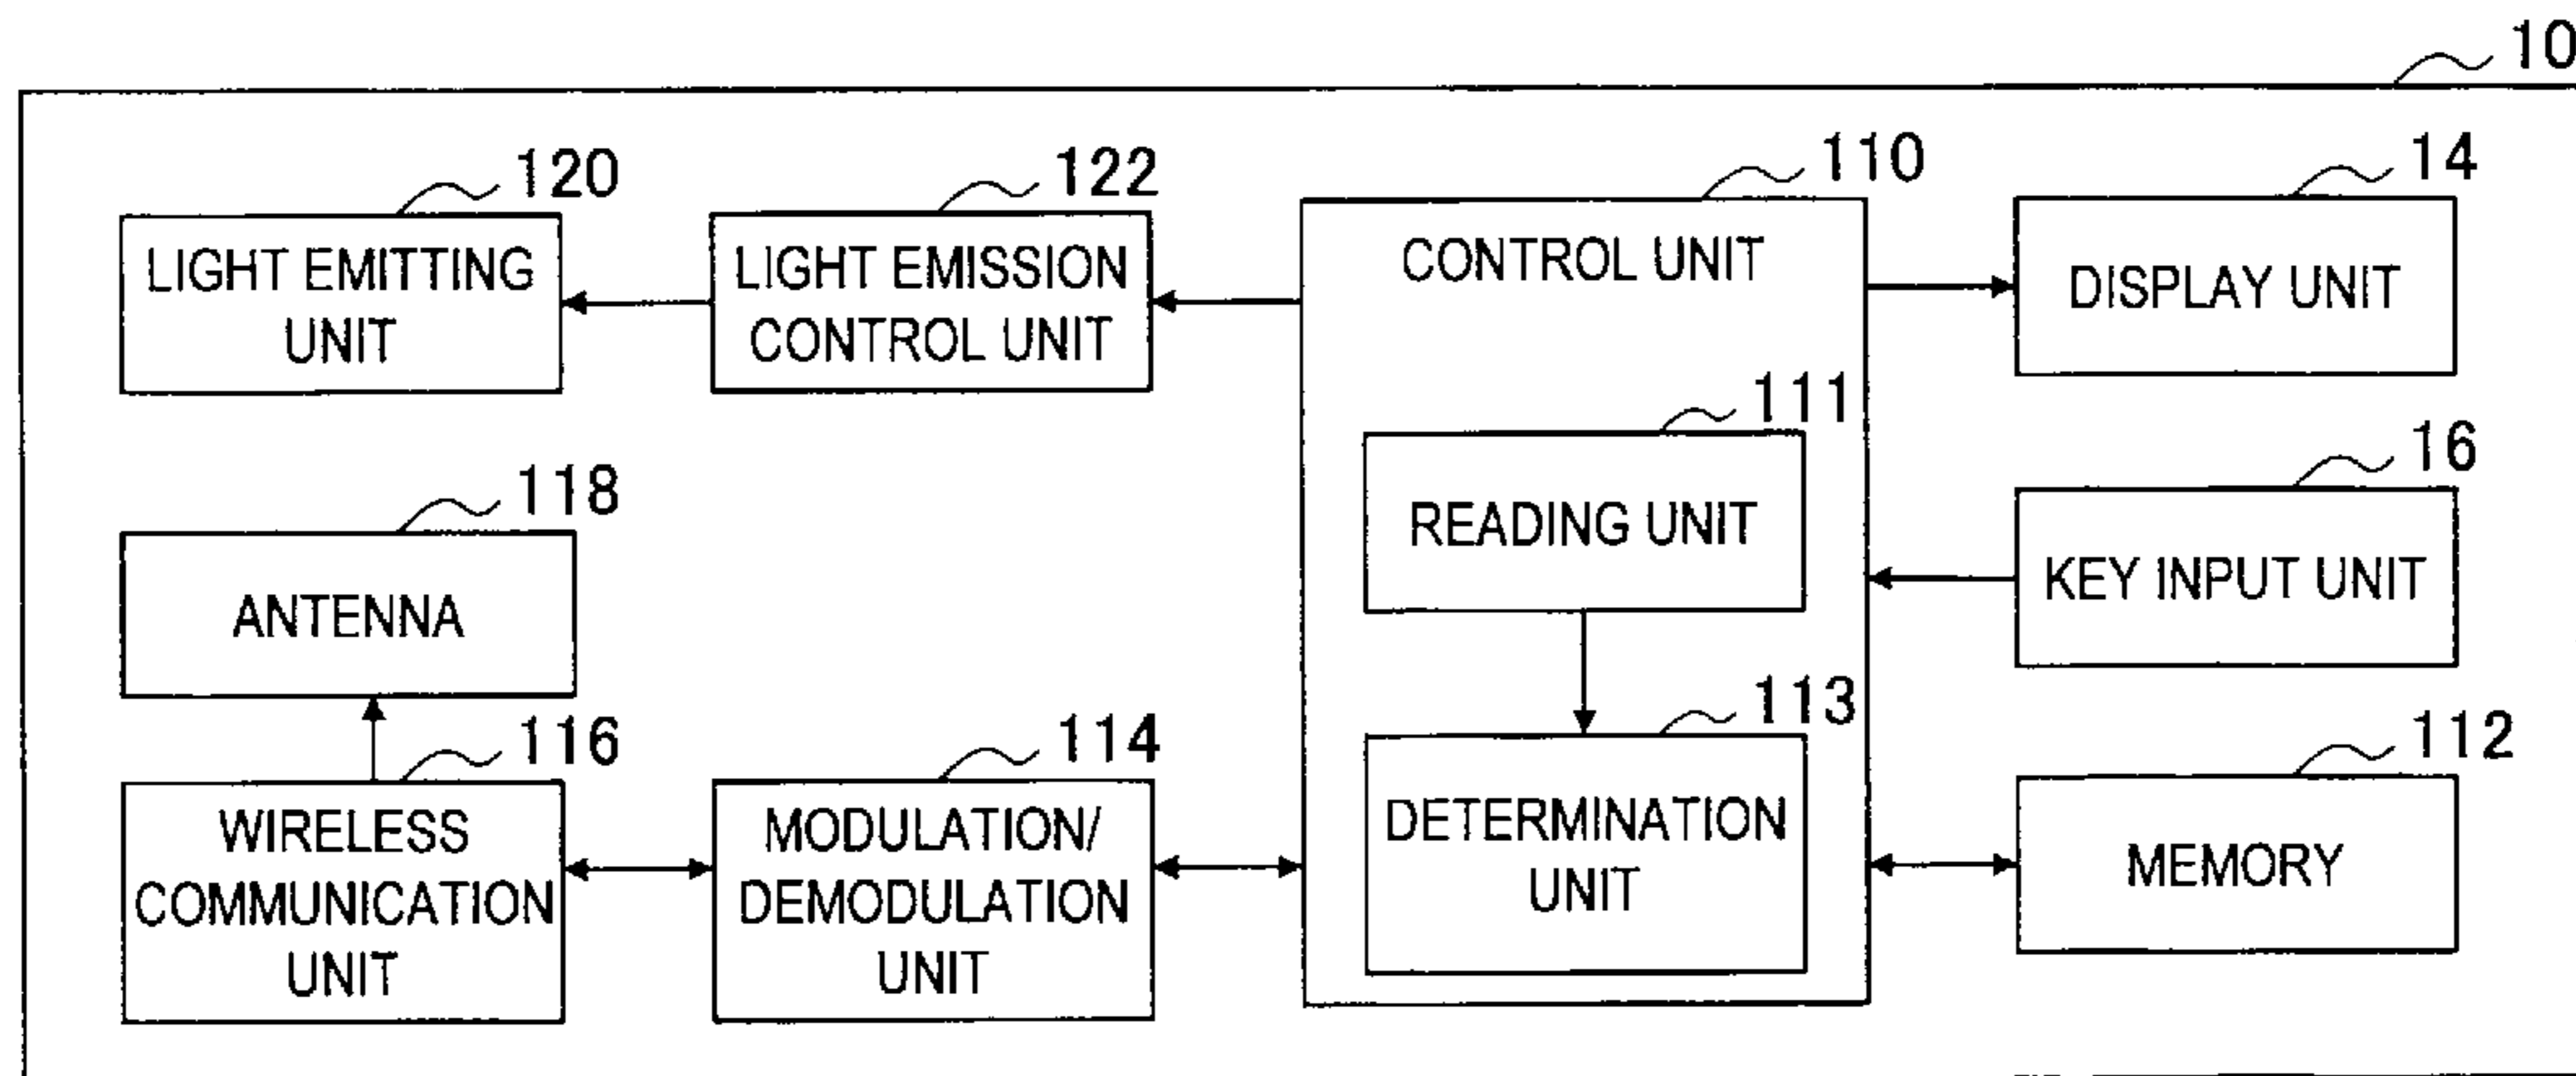 10
120
LIGHT EMITTING
UNIT
122
LIGHT EMISSION
CONTROL UNIT
110
CONTROL UNIT
14
DISPLAY UNIT
111
READING UNIT
16
KEY INPUT UNIT
118
ANTENNA
113
DETERMINATION
UNIT
112
MEMORY
116
WIRELESS
COMMUNICATION
UNIT
114
MODULATION/
DEMODULATION
UNIT